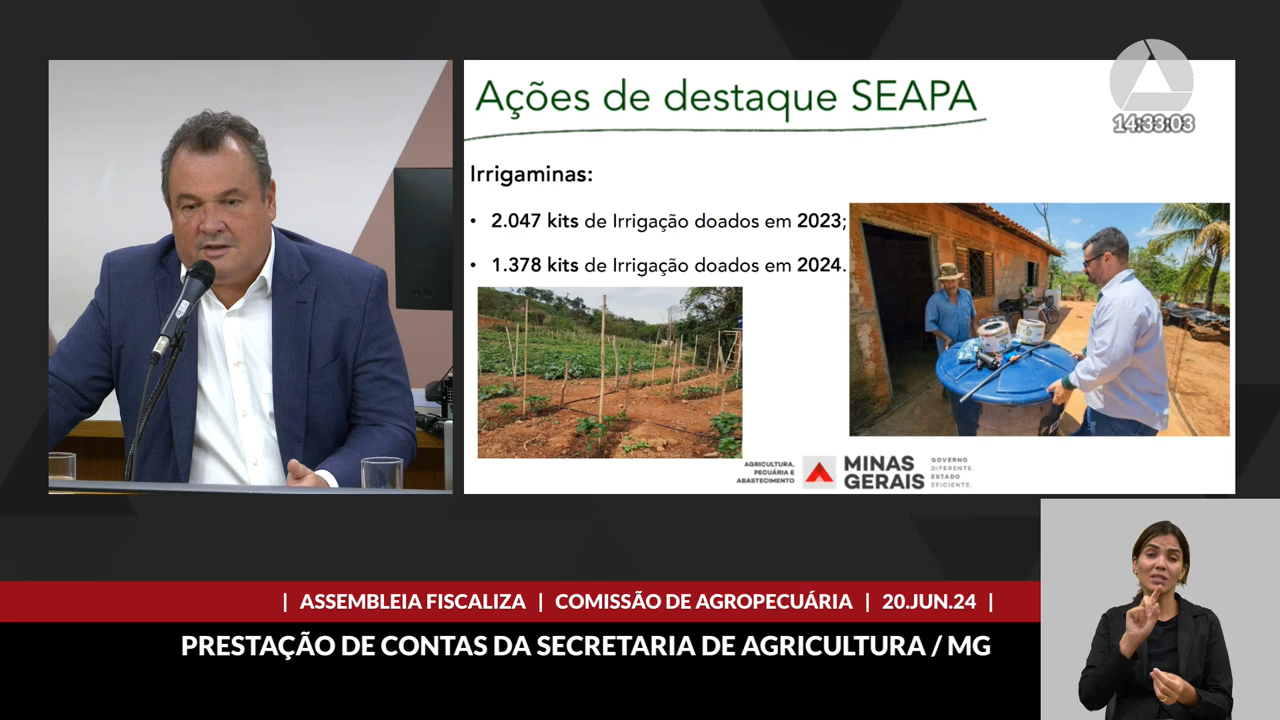 Ações de destaque SEAPA
14:33:03
Irrigaminas:
• 2.047 kits de Irrigação doados em 2023;
• 1.378 kits de Irrigação doados em 2024.
AGRICULTURA,
PECUÁRIA E
ABASTECIMENTO
MINAS
GERAIS
GOVERNO
DIFERENTE.
ESTADO
EFICIENTE.
| ASSEMBLEIA FISCALIZA | COMISSÃO DE AGROPECUÁRIA | 20.JUN.24 |
PRESTAÇÃO DE CONTAS DA SECRETARIA DE AGRICULTURA / MG